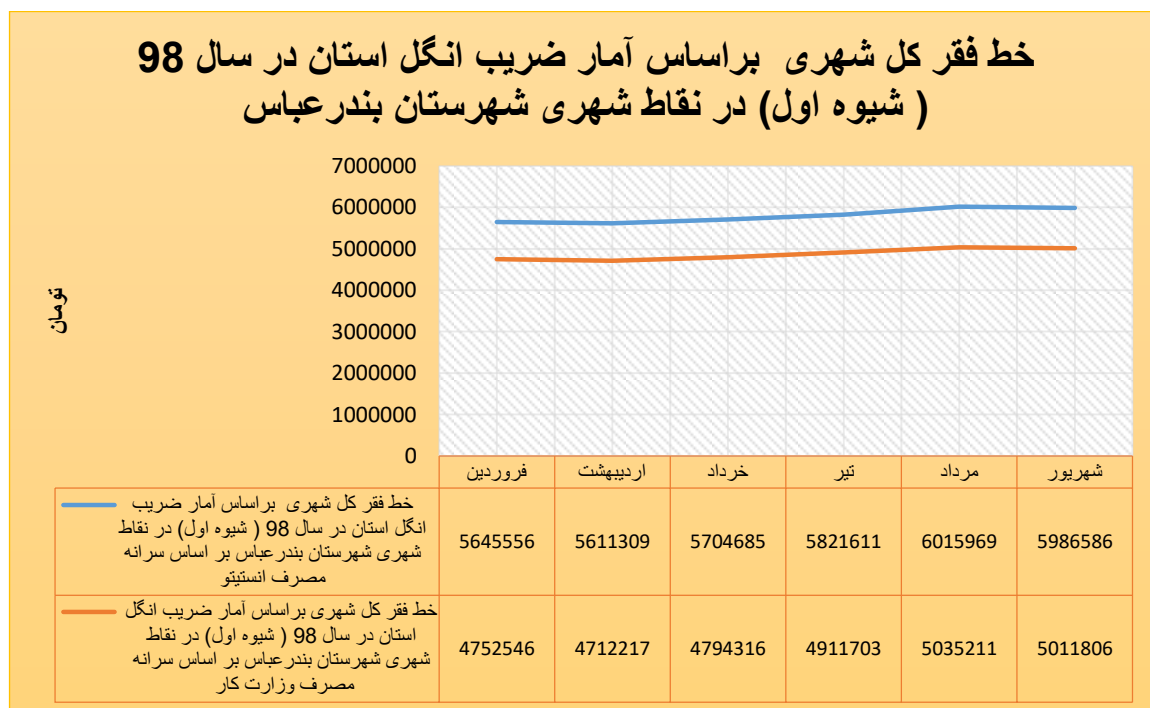 خط فقر کل شهری براساس آمار ضریب انگل استان در سال 98
( شیوه اول) در نقاط شهری شهرستان بندرعباس
7000000
6000000
5000000
4000000
3000000
2000000
1000000
0
تومان
فروردین اردیبهشت خرداد تیر مرداد شهریور
خط فقر کل شهری براساس آمار ضریب
انگل استان در سال 98 ( شیوه اول) در نقاط
شهری شهرستان بندرعباس بر اساس سرانه
مصرف انستیتو
5645556 5611309 5704685 5821611 6015969 5986586
خط فقر کل شهری براساس آمار ضریب انگل
استان در سال 98 ( شیوه اول) در نقاط
شهری شهرستان بندرعباس بر اساس سرانه
مصرف وزارت کار
4752546 4712217 4794316 4911703 5035211 5011806